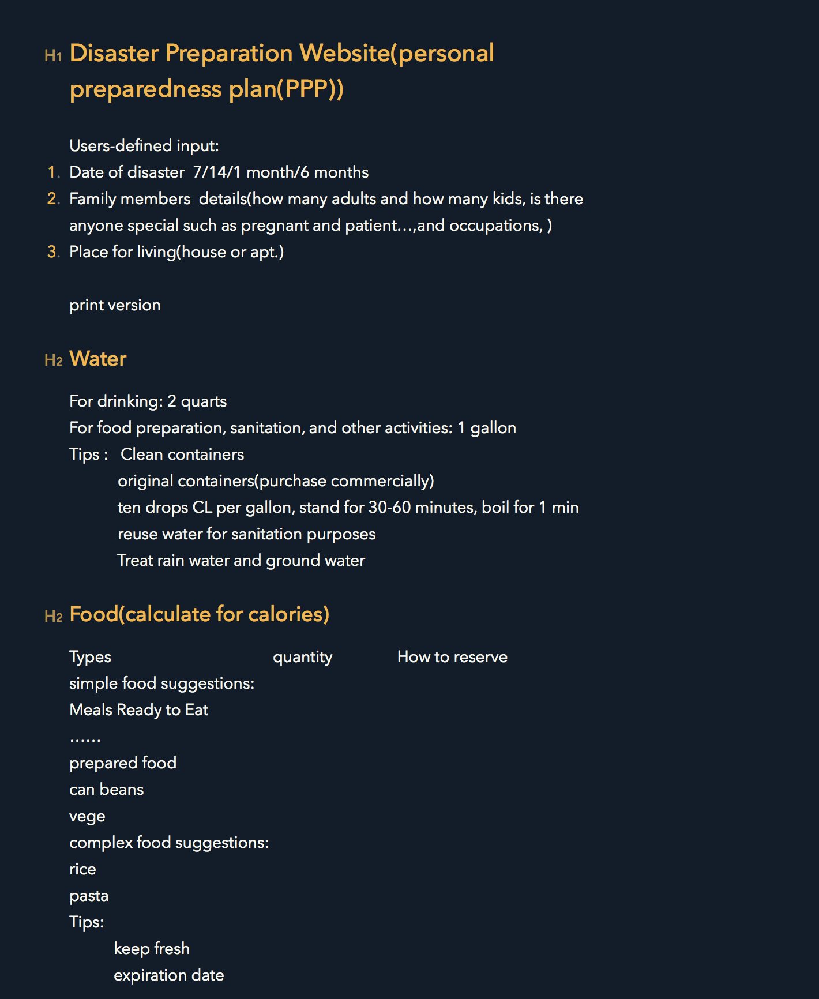 H1 Disaster Preparation Website(personal
preparedness plan(PPP))
Users-defined input:
1. Date of disaster 7/14/1 month/6 months
2. Family members details(how many adults and how many kids, is there
anyone special such as pregnant and patient…,and occupations, )
3. Place for living(house or apt.)
print version
H2 Water
For drinking: 2 quarts
For food preparation, sanitation, and other activities: 1 gallon
Tips : Clean containers
original containers(purchase commercially)
ten drops CL per gallon, stand for 30-60 minutes, boil for 1 min
reuse water for sanitation purposes
Treat rain water and ground water
H2 Food(calculate for calories)
Types quantity How to reserve
simple food suggestions:
Meals Ready to Eat
……
prepared food
can beans
vege
complex food suggestions:
rice
pasta
Tips:
keep fresh
expiration date